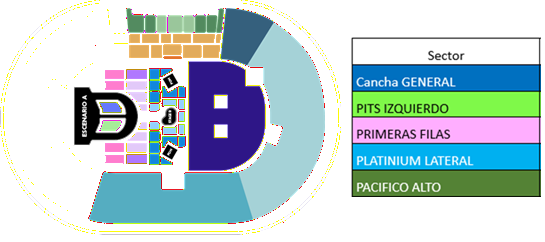 ESCENARIO A
B
Sector
Cancha GENERAL
PITS IZQUIERDO
PRIMERAS FILAS
PLATINIUM LATERAL
PACIFICO ALTO